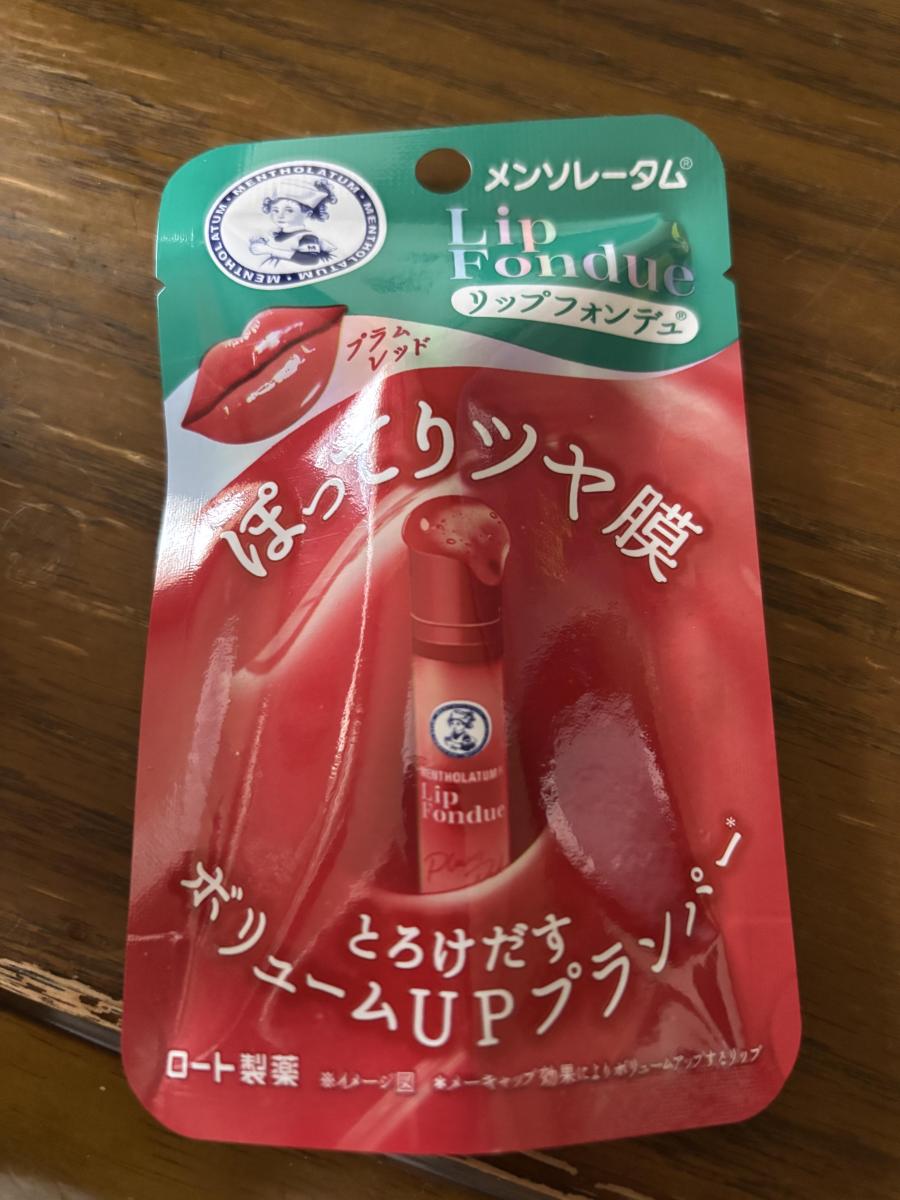 MENTHOLATUM • MENTHOLATUM • MENTHOLATUM
メンソレータム®
Lip
Fondue
リップフォンデュ®
プラム
レッド
ぽってりツヤ膜
MENTHOLATUM
Lip
Fondue
とろけだす
ボリュームUPプランパー*
ロート製薬
※イメージ図
*メーキャップ効果によりボリュームアップするリップ